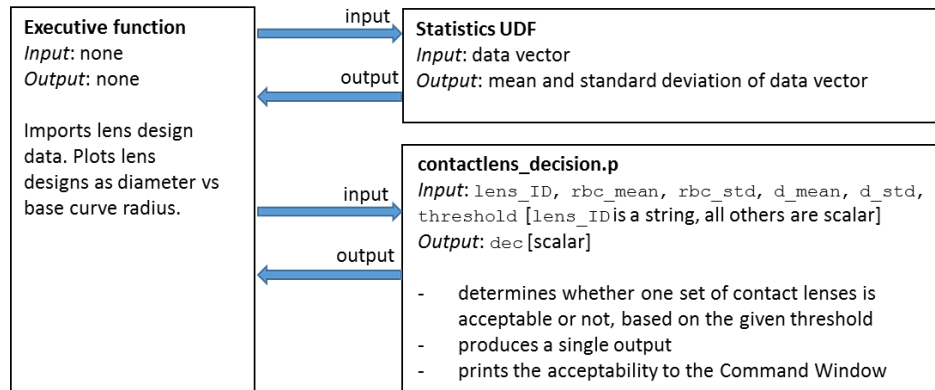 Executive function
Input: none
Output: none
Imports lens design
data. Plots lens
designs as diameter vs
base curve radius.
input
output
Statistics UDF
Input: data vector
Output: mean and standard deviation of data vector
input
output
contactlens_decision.p
Input: lens_ID, rbc_mean, rbc_std, d_mean, d_std,
threshold [lens_ID is a string, all others are scalar]
Output: dec [scalar]
- determines whether one set of contact lenses is
acceptable or not, based on the given threshold
- produces a single output
- prints the acceptability to the Command Window